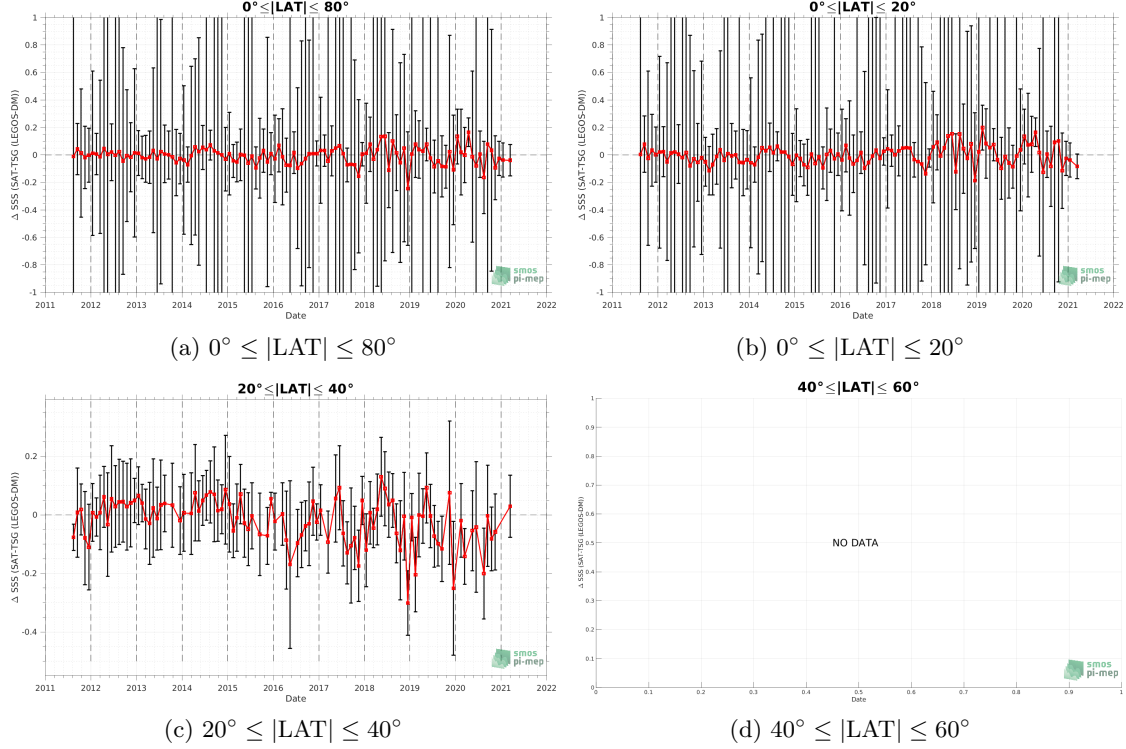 0°≤|LAT|≤ 80°
Δ SSS (SAT-TSG (LEGOS-DM))
1
0.8
0.6
0.4
0.2
0
-0.2
-0.4
-0.6
-0.8
-1
2011 2012 2013 2014 2015 2016 2017 2018 2019 2020 2021 2022
Date
smos
pi-mep
(a) 0° ≤ |LAT| ≤ 80°
0°≤|LAT|≤ 20°
Δ SSS (SAT-TSG (LEGOS-DM))
1
0.8
0.6
0.4
0.2
0
-0.2
-0.4
-0.6
-0.8
-1
2011 2012 2013 2014 2015 2016 2017 2018 2019 2020 2021 2022
Date
smos
pi-mep
(b) 0° ≤ |LAT| ≤ 20°
20°≤|LAT|≤ 40°
Δ SSS (SAT-TSG (LEGOS-DM))
0.2
0
-0.2
-0.4
2011 2012 2013 2014 2015 2016 2017 2018 2019 2020 2021 2022
Date
smos
pi-mep
(c) 20° ≤ |LAT| ≤ 40°
40°≤|LAT|≤ 60°
Δ SSS (SAT-TSG (LEGOS-DM))
1
0.9
0.8
0.7
0.6
0.5
0.4
0.3
0.2
0.1
0
NO DATA
0 0.1 0.2 0.3 0.4 0.5 0.6 0.7 0.8 0.9 1
Date
smos
pi-mep
(d) 40° ≤ |LAT| ≤ 60°